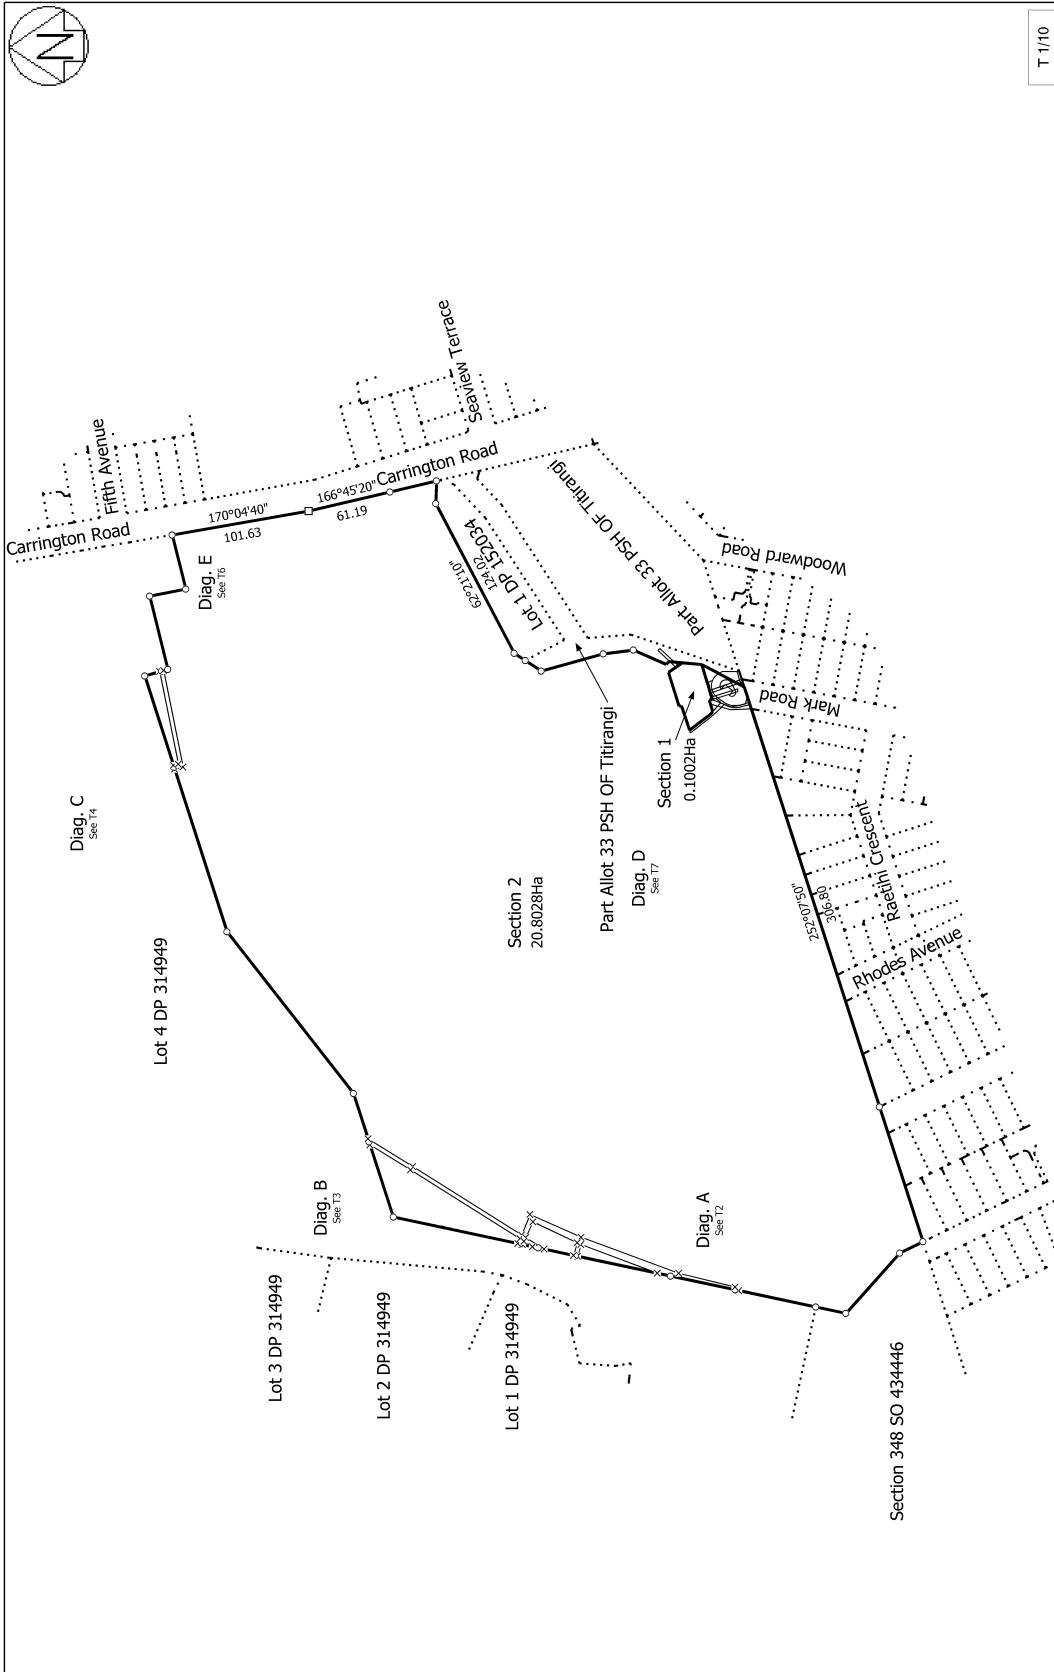 N
T 1/10
Carrington Road
Fifth Avenue
170°04'40"
101.63
166°45'20"
61.19
Carrington Road
Seaview Terrace
Diag. E
See T6
Diag. C
See T4
Lot 4 DP 314949
62°21'10"
124.02
Lot 1 DP 152034
Part Allot 33 PSH OF Titirangi
Woodward Road
Mark Road
Section 1
0.1002Ha
Part Allot 33 PSH OF Titirangi
Diag. D
See T7
Section 2
20.8028Ha
252°07'50"
306.80
Raetihi Crescent
Rhodes Avenue
Diag. B
See T3
Diag. A
See T2
Lot 3 DP 314949
Lot 2 DP 314949
Lot 1 DP 314949
Section 348 SO 434446